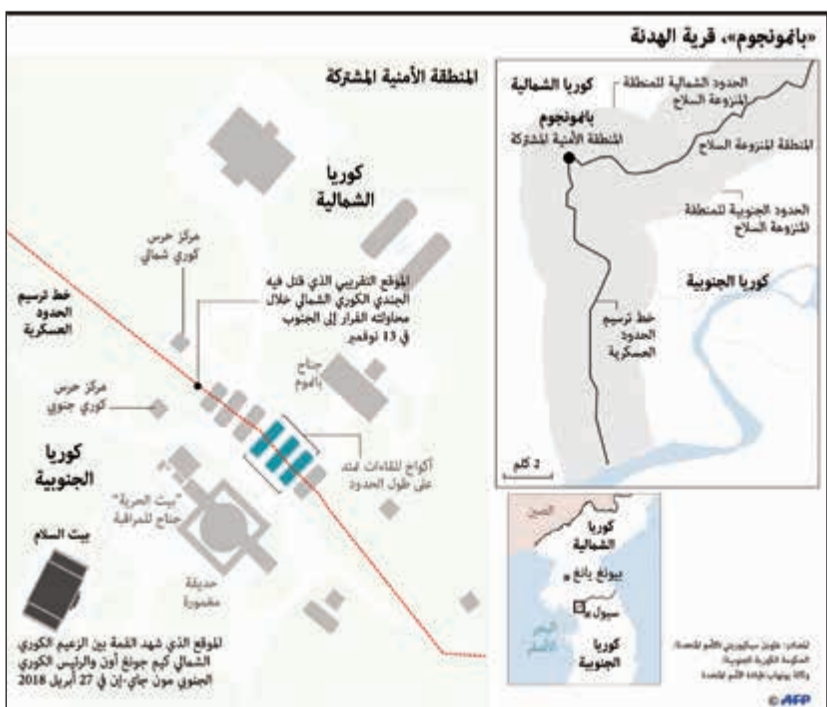 «بانمونجوم»، قرية الهدنة
المنطقة الأمنية المشتركة
كوريا الشمالية
الحدود الشمالية للمنطقة
المنزوعة السلاح
بانمونجوم
المنطقة الأمنية المشتركة
المنطقة المنزوعة السلاح
الحدود الجنوبية للمنطقة
المنزوعة السلاح
كوريا الجنوبية
خط ترسيم
الحدود
العسكرية
2 كلم
الصين
كوريا
الشمالية
بيونغ يانغ
سيول
البحر
الأصفر
كوريا
الجنوبية
كوريا
الشمالية
مركز حرس
كوري شمالي
الموقع التقريبي الذي قتل فيه
الجندي الكوري الشمالي خلال
محاولته الفرار إلى الجنوب
في 13 نوفمبر
خط ترسيم
الحدود
العسكرية
جناح
بانموم
مركز حرس
كوري جنوبي
كوريا
الجنوبية
أكواخ للقاءات تمتد
على طول الحدود
"بيت الحرية"
جناح للمراقبة
بيت السلام
حديقة
مغمورة
الموقع الذي شهد القمة بين الزعيم الكوري
الشمالي كيم جونغ أون والرئيس الكوري
الجنوبي مون جاي-إن في 27 أبريل 2018
الحكومة الكورية الجنوبية/
© AFP